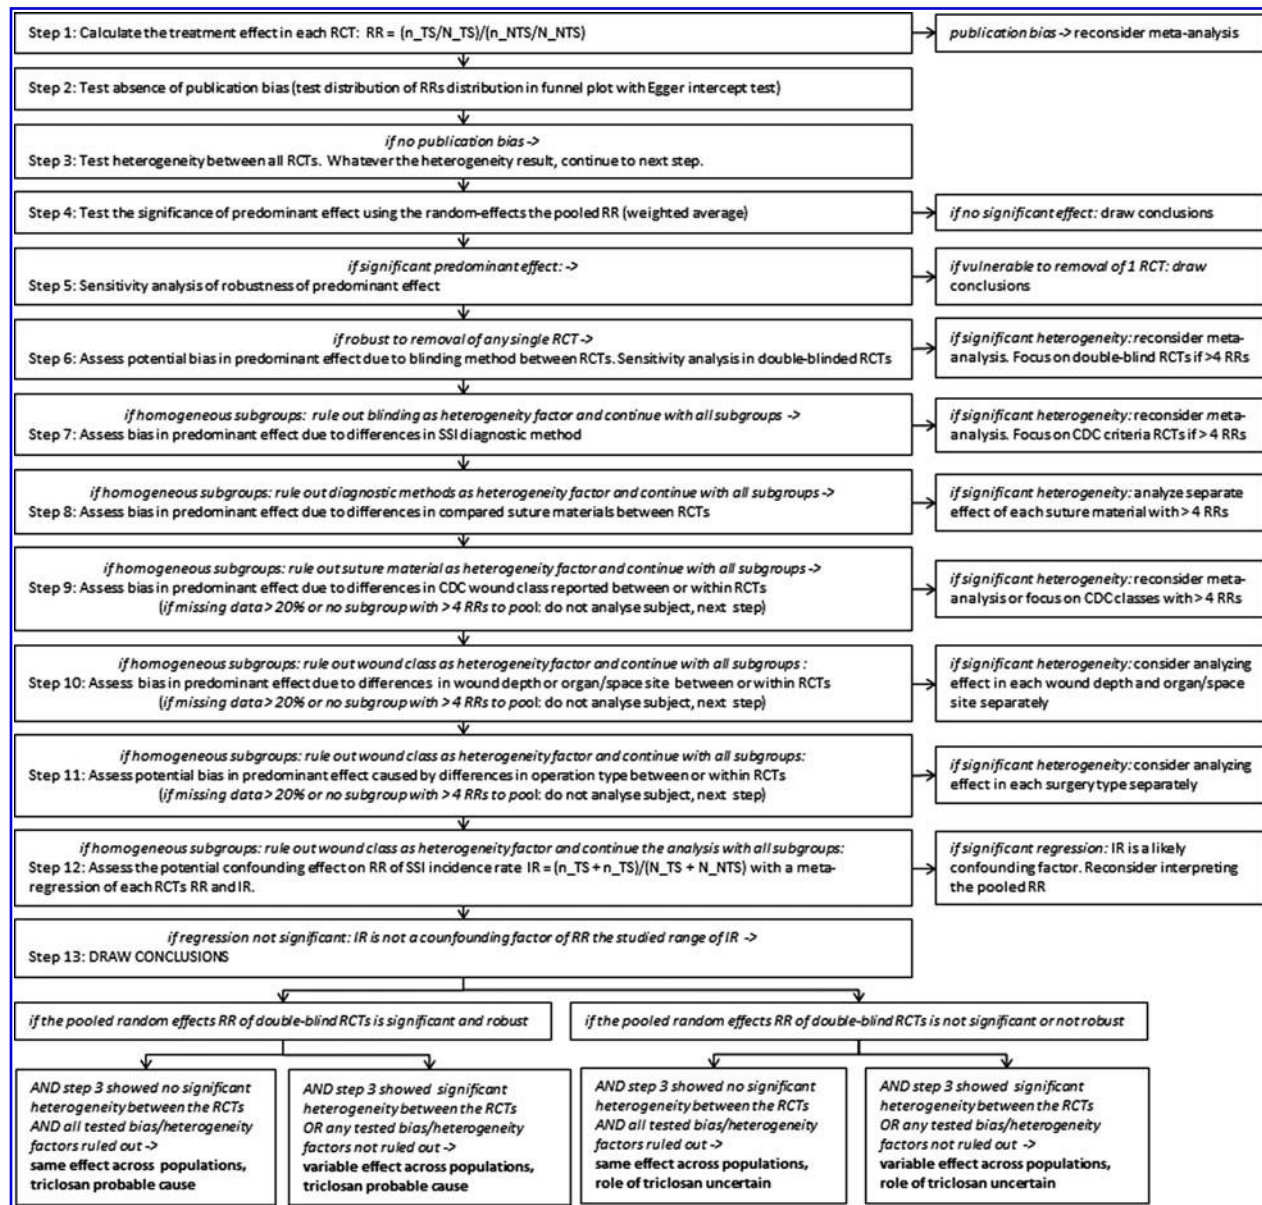 Step 1: Calculate the treatment effect in each RCT: RR = (n_TS/N_TS)/(n_NTS/N_NTS)
publication bias -> reconsider meta-analysis
Step 2: Test absence of publication bias (test distribution of RRs distribution in funnel plot with Egger intercept test)
if no publication bias ->
Step 3: Test heterogeneity between all RCTs. Whatever the heterogeneity result, continue to next step.
Step 4: Test the significance of predominant effect using the random-effects the pooled RR (weighted average)
if no significant effect: draw conclusions
if significant predominant effect: ->
Step 5: Sensitivity analysis of robustness of predominant effect
if vulnerable to removal of 1 RCT: draw
conclusions
if robust to removal of any single RCT ->
Step 6: Assess potential bias in predominant effect due to blinding method between RCTs. Sensitivity analysis in double-blinded RCTs
if significant heterogeneity: reconsider meta-
analysis. Focus on double-blind RCTs if >4 RRs
if homogeneous subgroups: rule out blinding as heterogeneity factor and continue with all subgroups ->
Step 7: Assess bias in predominant effect due to differences in SSI diagnostic method
if significant heterogeneity: reconsider meta-
analysis. Focus on CDC criteria RCTs if > 4 RRs
if homogeneous subgroups: rule out diagnostic methods as heterogeneity factor and continue with all subgroups ->
Step 8: Assess bias in predominant effect due to differences in compared suture materials between RCTs
if significant heterogeneity: analyze separate
effect of each suture material with > 4 RRs
if homogeneous subgroups: rule out suture material as heterogeneity factor and continue with all subgroups ->
Step 9: Assess bias in predominant effect due to differences in CDC wound class reported between or within RCTs
(if missing data > 20% or no subgroup with > 4 RRs to pool: do not analyse subject, next step)
if significant heterogeneity: reconsider meta-
analysis or focus on CDC classes with > 4 RRs
if homogeneous subgroups: rule out wound class as heterogeneity factor and continue with all subgroups :
Step 10: Assess bias in predominant effect due to differences in wound depth or organ/space site between or within RCTs
(if missing data > 20% or no subgroup with > 4 RRs to pool: do not analyse subject, next step)
if significant heterogeneity: consider analyzing
effect in each wound depth and organ/space
site separately
if homogeneous subgroups: rule out wound class as heterogeneity factor and continue with all subgroups:
Step 11: Assess potential bias in predominant effect caused by differences in operation type between or within RCTs
(if missing data > 20% or no subgroup with > 4 RRs to pool: do not analyse subject, next step)
if significant heterogeneity: consider analyzing
effect in each surgery type separately
if homogeneous subgroups: rule out wound class as heterogeneity factor and continue the analysis with all subgroups:
Step 12: Assess the potential confounding effect on RR of SSI incidence rate IR = (n_TS + n_TS)/(N_TS + N_NTS) with a meta-
regression of each RCTs RR and IR.
if significant regression: IR is a likely
confounding factor. Reconsider interpreting
the pooled RR
if regression not significant: IR is not a counfounding factor of RR the studied range of IR ->
Step 13: DRAW CONCLUSIONS
if the pooled random effects RR of double-blind RCTs is significant and robust
if the pooled random effects RR of double-blind RCTs is not significant or not robust
AND step 3 showed no significant
heterogeneity between the RCTs
AND all tested bias/heterogeneity
factors ruled out ->
same effect across populations,
triclosan probable cause
AND step 3 showed significant
heterogeneity between the RCTs
OR any tested bias/heterogeneity
factors not ruled out ->
variable effect across populations,
triclosan probable cause
AND step 3 showed no significant
heterogeneity between the RCTs
AND all tested bias/heterogeneity
factors ruled out ->
same effect across populations,
role of triclosan uncertain
AND step 3 showed significant
heterogeneity between the RCTs
OR any tested bias/heterogeneity
factors not ruled out ->
variable effect across populations,
role of triclosan uncertain